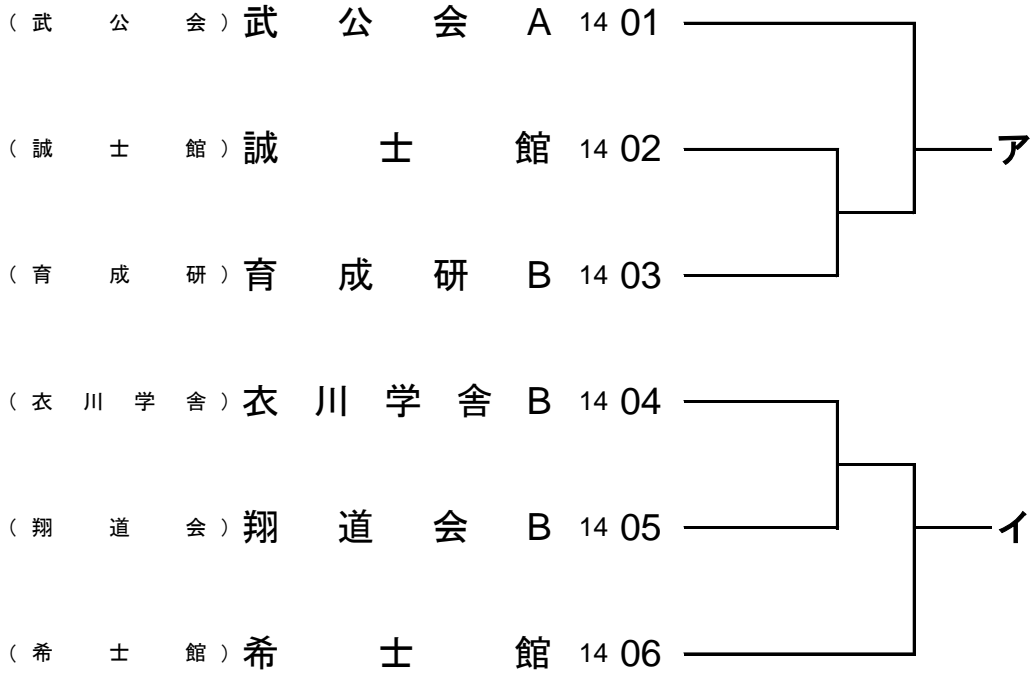 （武公会）武公会A 14 01
ア
（誠士館）誠士館 14 02
（育成研）育成研B 14 03
（衣川学舎）衣川学舎B 14 04
（翔道会）翔道会B 14 05
イ
（希士館）希士館 14 06